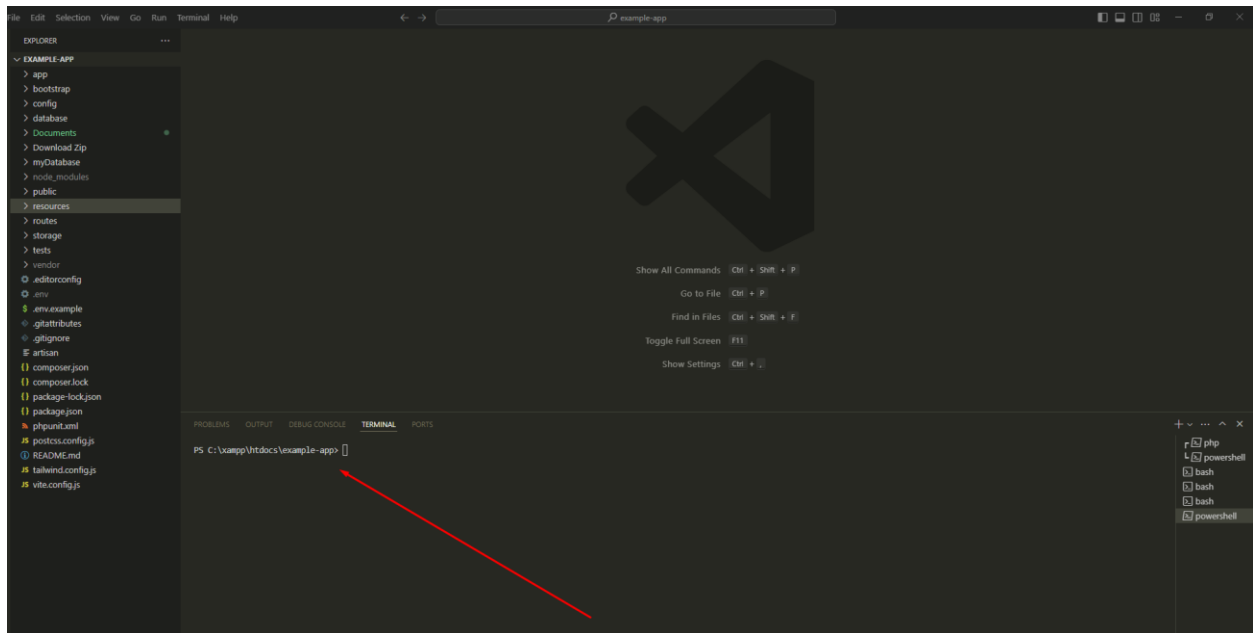 File Edit Selection View Go Run Terminal Help
example-app
EXPLORER
EXAMPLE-APP
app
bootstrap
config
database
Documents
Download Zip
myDatabase
node_modules
public
resources
routes
storage
tests
vendor
.editorconfig
.env
$ .env.example
.gitattributes
.gitignore
artisan
{} composer.json
{} composer.lock
{} package-lock.json
{} package.json
phpunit.xml
JS postcss.config.js
README.md
JS tailwind.config.js
JS vite.config.js
Show All Commands Ctrl + Shift + P
Go to File Ctrl + P
Find in Files Ctrl + Shift + F
Toggle Full Screen F11
Show Settings Ctrl + ,
PROBLEMS OUTPUT DEBUG CONSOLE TERMINAL PORTS
PS C:\xampp\htdocs\example-app>
php
powershell
bash
bash
bash
powershell